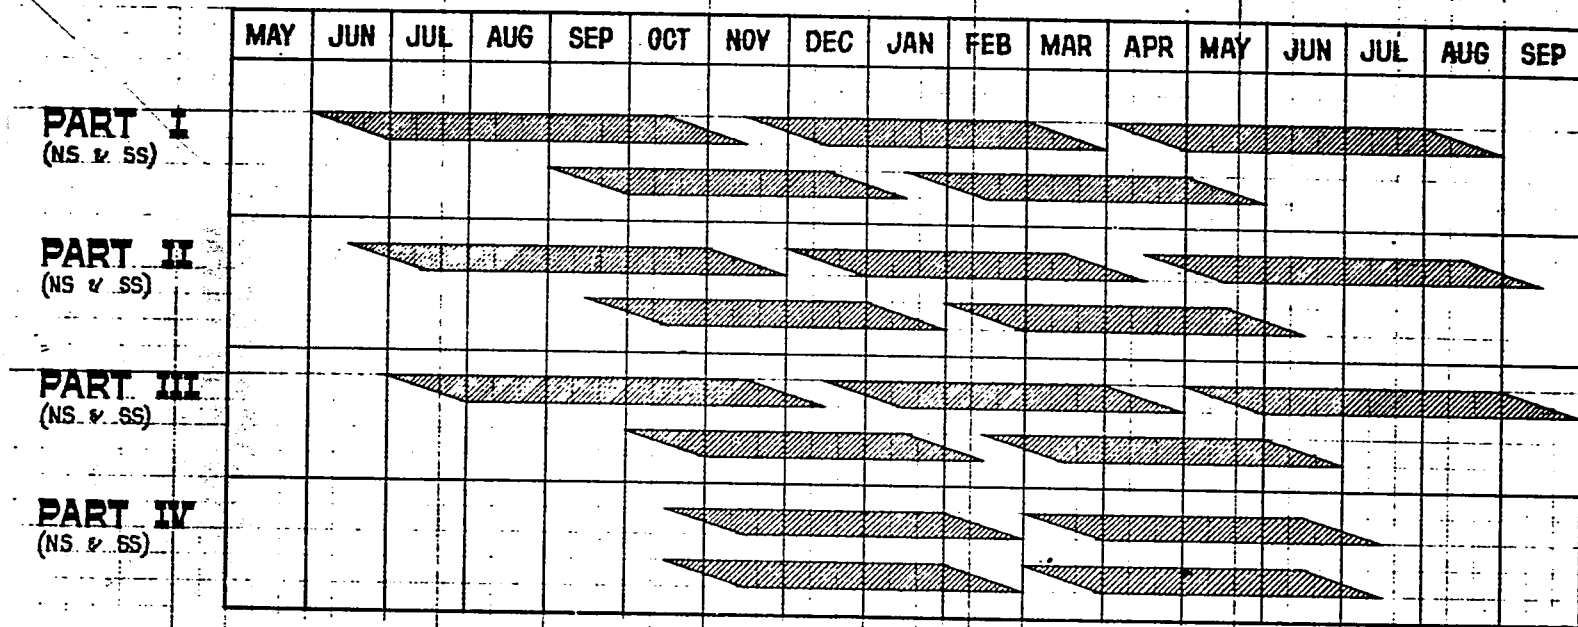 MAY JUN JUL AUG SEP OCT NOV DEC JAN FEB MAR APR MAY JUN JUL AUG SEP
PART I
(NS & SS)
PART II
(NS & SS)
PART III
(NS & SS)
PART IV
(NS & SS)